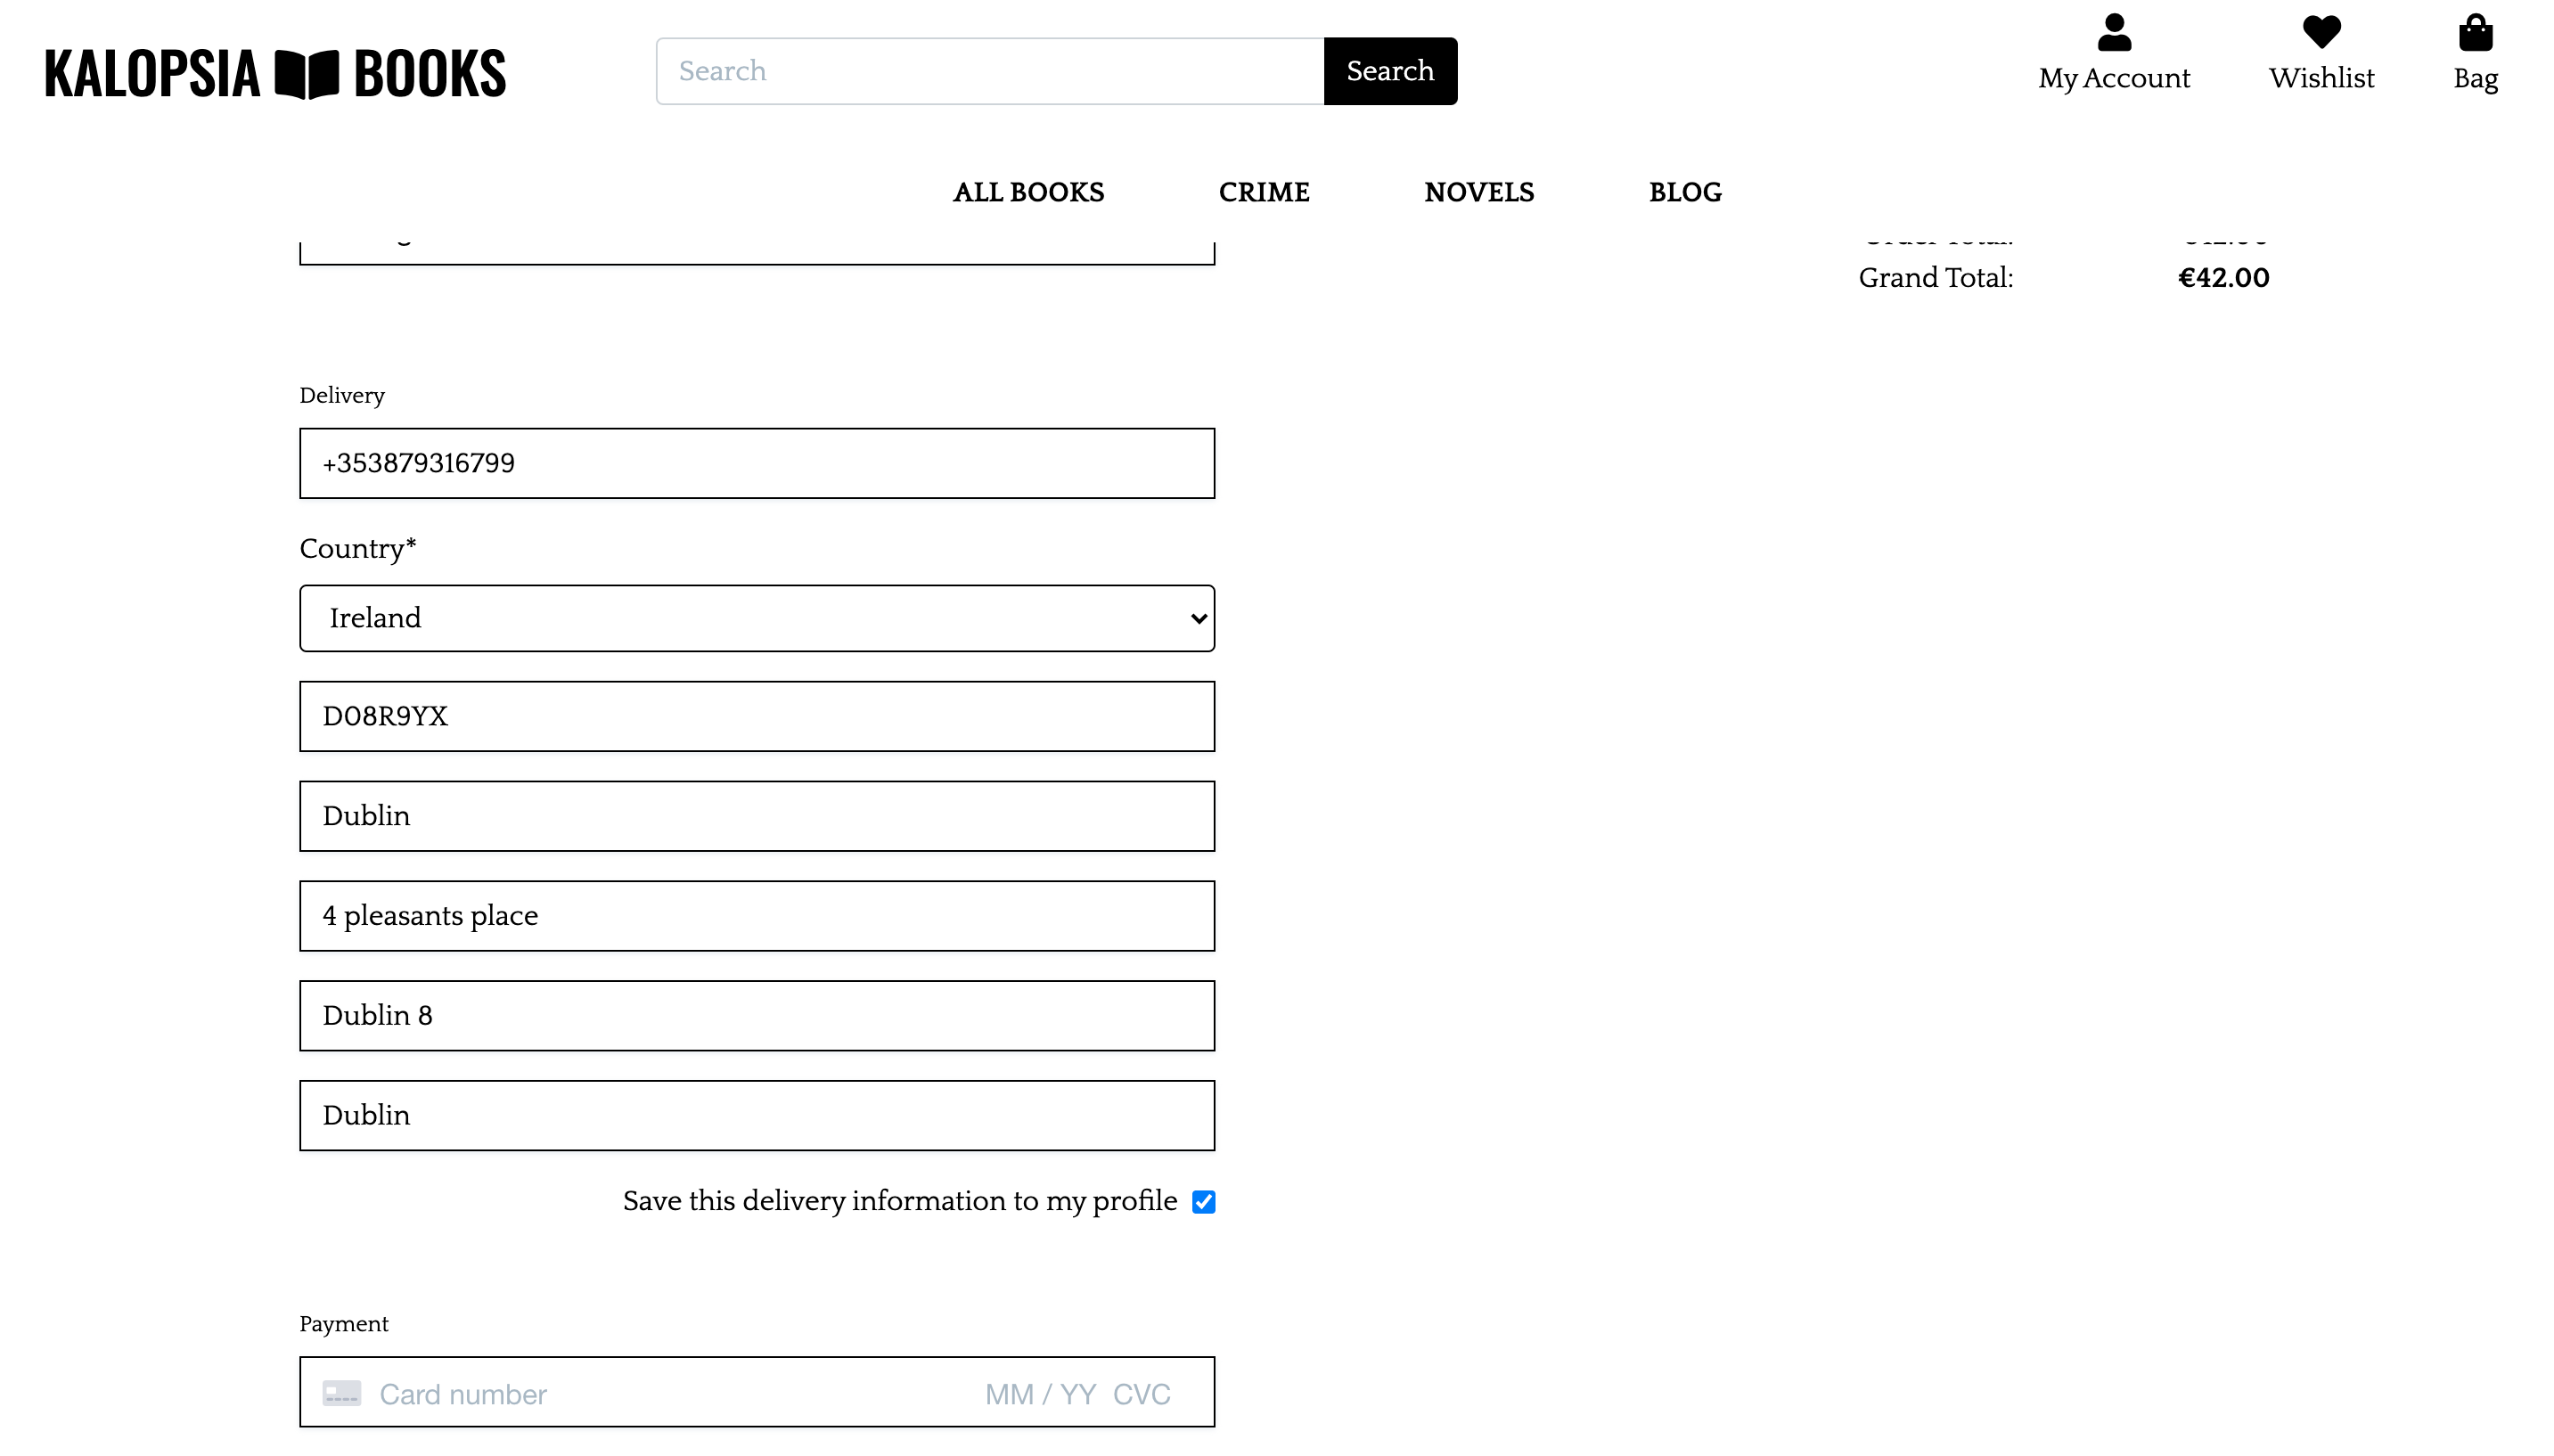 KALOPSIA BOOKS
Search
Search
My Account
Wishlist
Bag
ALL BOOKS
CRIME
NOVELS
BLOG
Grand Total:
€42.00
Delivery
+353879316799
Country*
Ireland
D08R9YX
Dublin
4 pleasants place
Dublin 8
Dublin
Save this delivery information to my profile
Payment
Card number
MM / YY CVC